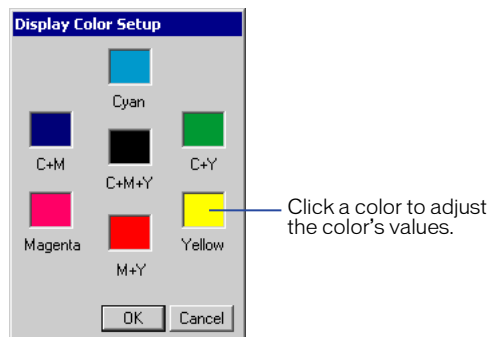 Display Color Setup
Cyan
C+M
C+Y
C+M+Y
Magenta
Yellow
M+Y
Click a color to adjust
the color's values.
OK
Cancel